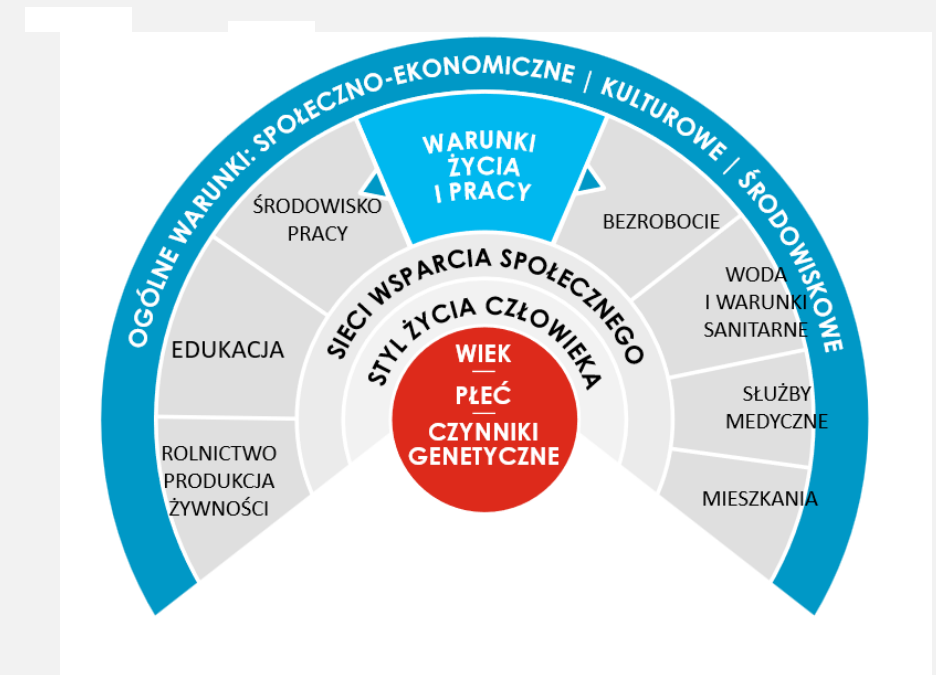 OGÓLNE WARUNKI: SPOŁECZNO-EKONOMICZNE | KULTUROWE | ŚRODOWISKOWE
WARUNKI
ŻYCIA
I PRACY
ŚRODOWISKO
PRACY
BEZROBOCIE
EDUKACJA
WODA
I WARUNKI
SANITARNE
ROLNICTWO
PRODUKCJA
ŻYWNOŚCI
SŁUŻBY
MEDYCZNE
MIESZKANIA
SIECI WSPARCIA SPOŁECZNEGO
STYL ŻYCIA CZŁOWIEKA
WIEK
PŁEĆ
CZYNNIKI
GENETYCZNE